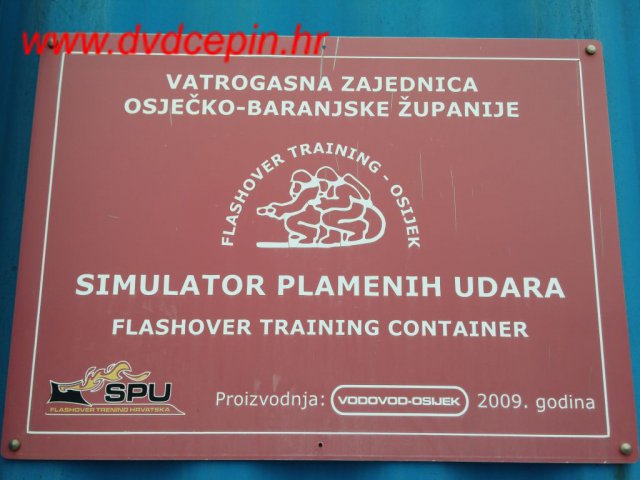 www.dvdcepin.hr
VATROGASNA ZAJEDNICA
OSJEČKO-BARANJSKE ŽUPANIJE
FLASHOVER TRAINING - OSIJEK
SIMULATOR PLAMENIH UDARA
FLASHOVER TRAINING CONTAINER
SPU
FLASHOVER TRENING HRVATSKA
Proizvodnja: VODOVOD-OSIJEK 2009. godina